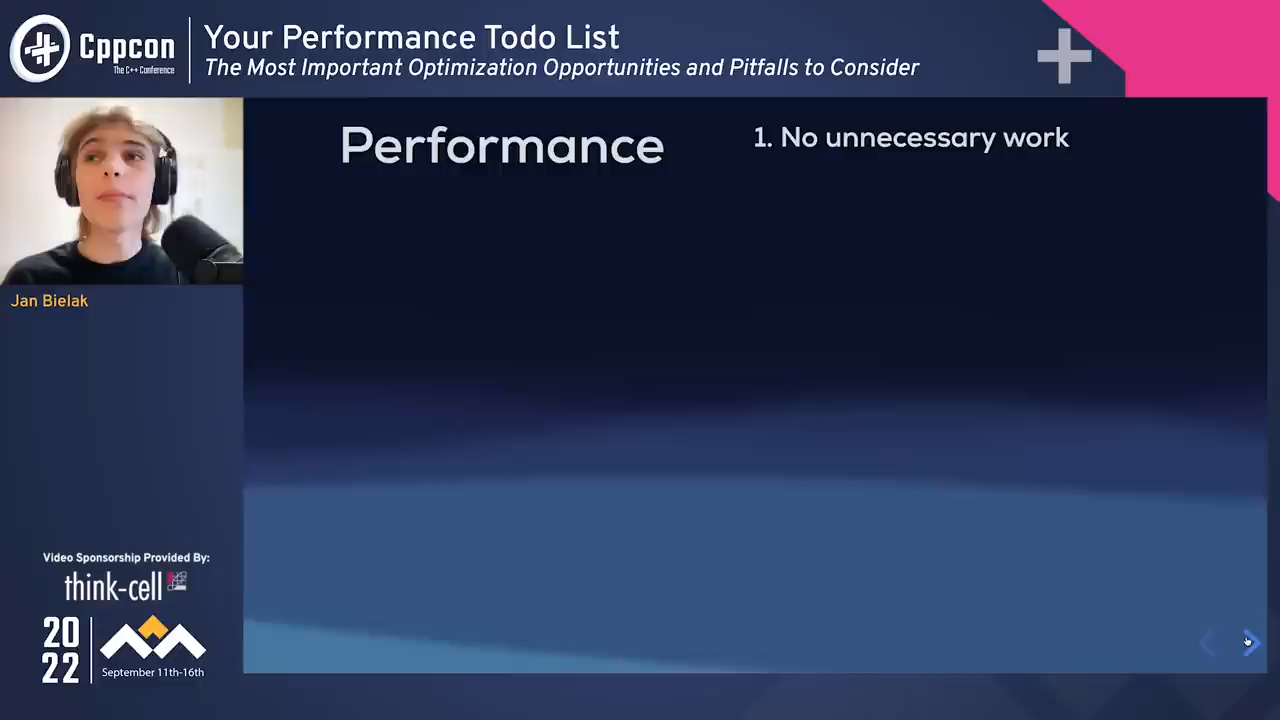 Cppcon
The C++ Conference
Your Performance Todo List
The Most Important Optimization Opportunities and Pitfalls to Consider
Performance
1. No unnecessary work
Jan Bielak
Video Sponsorship Provided By:
think-cell
20
22
September 11th-16th